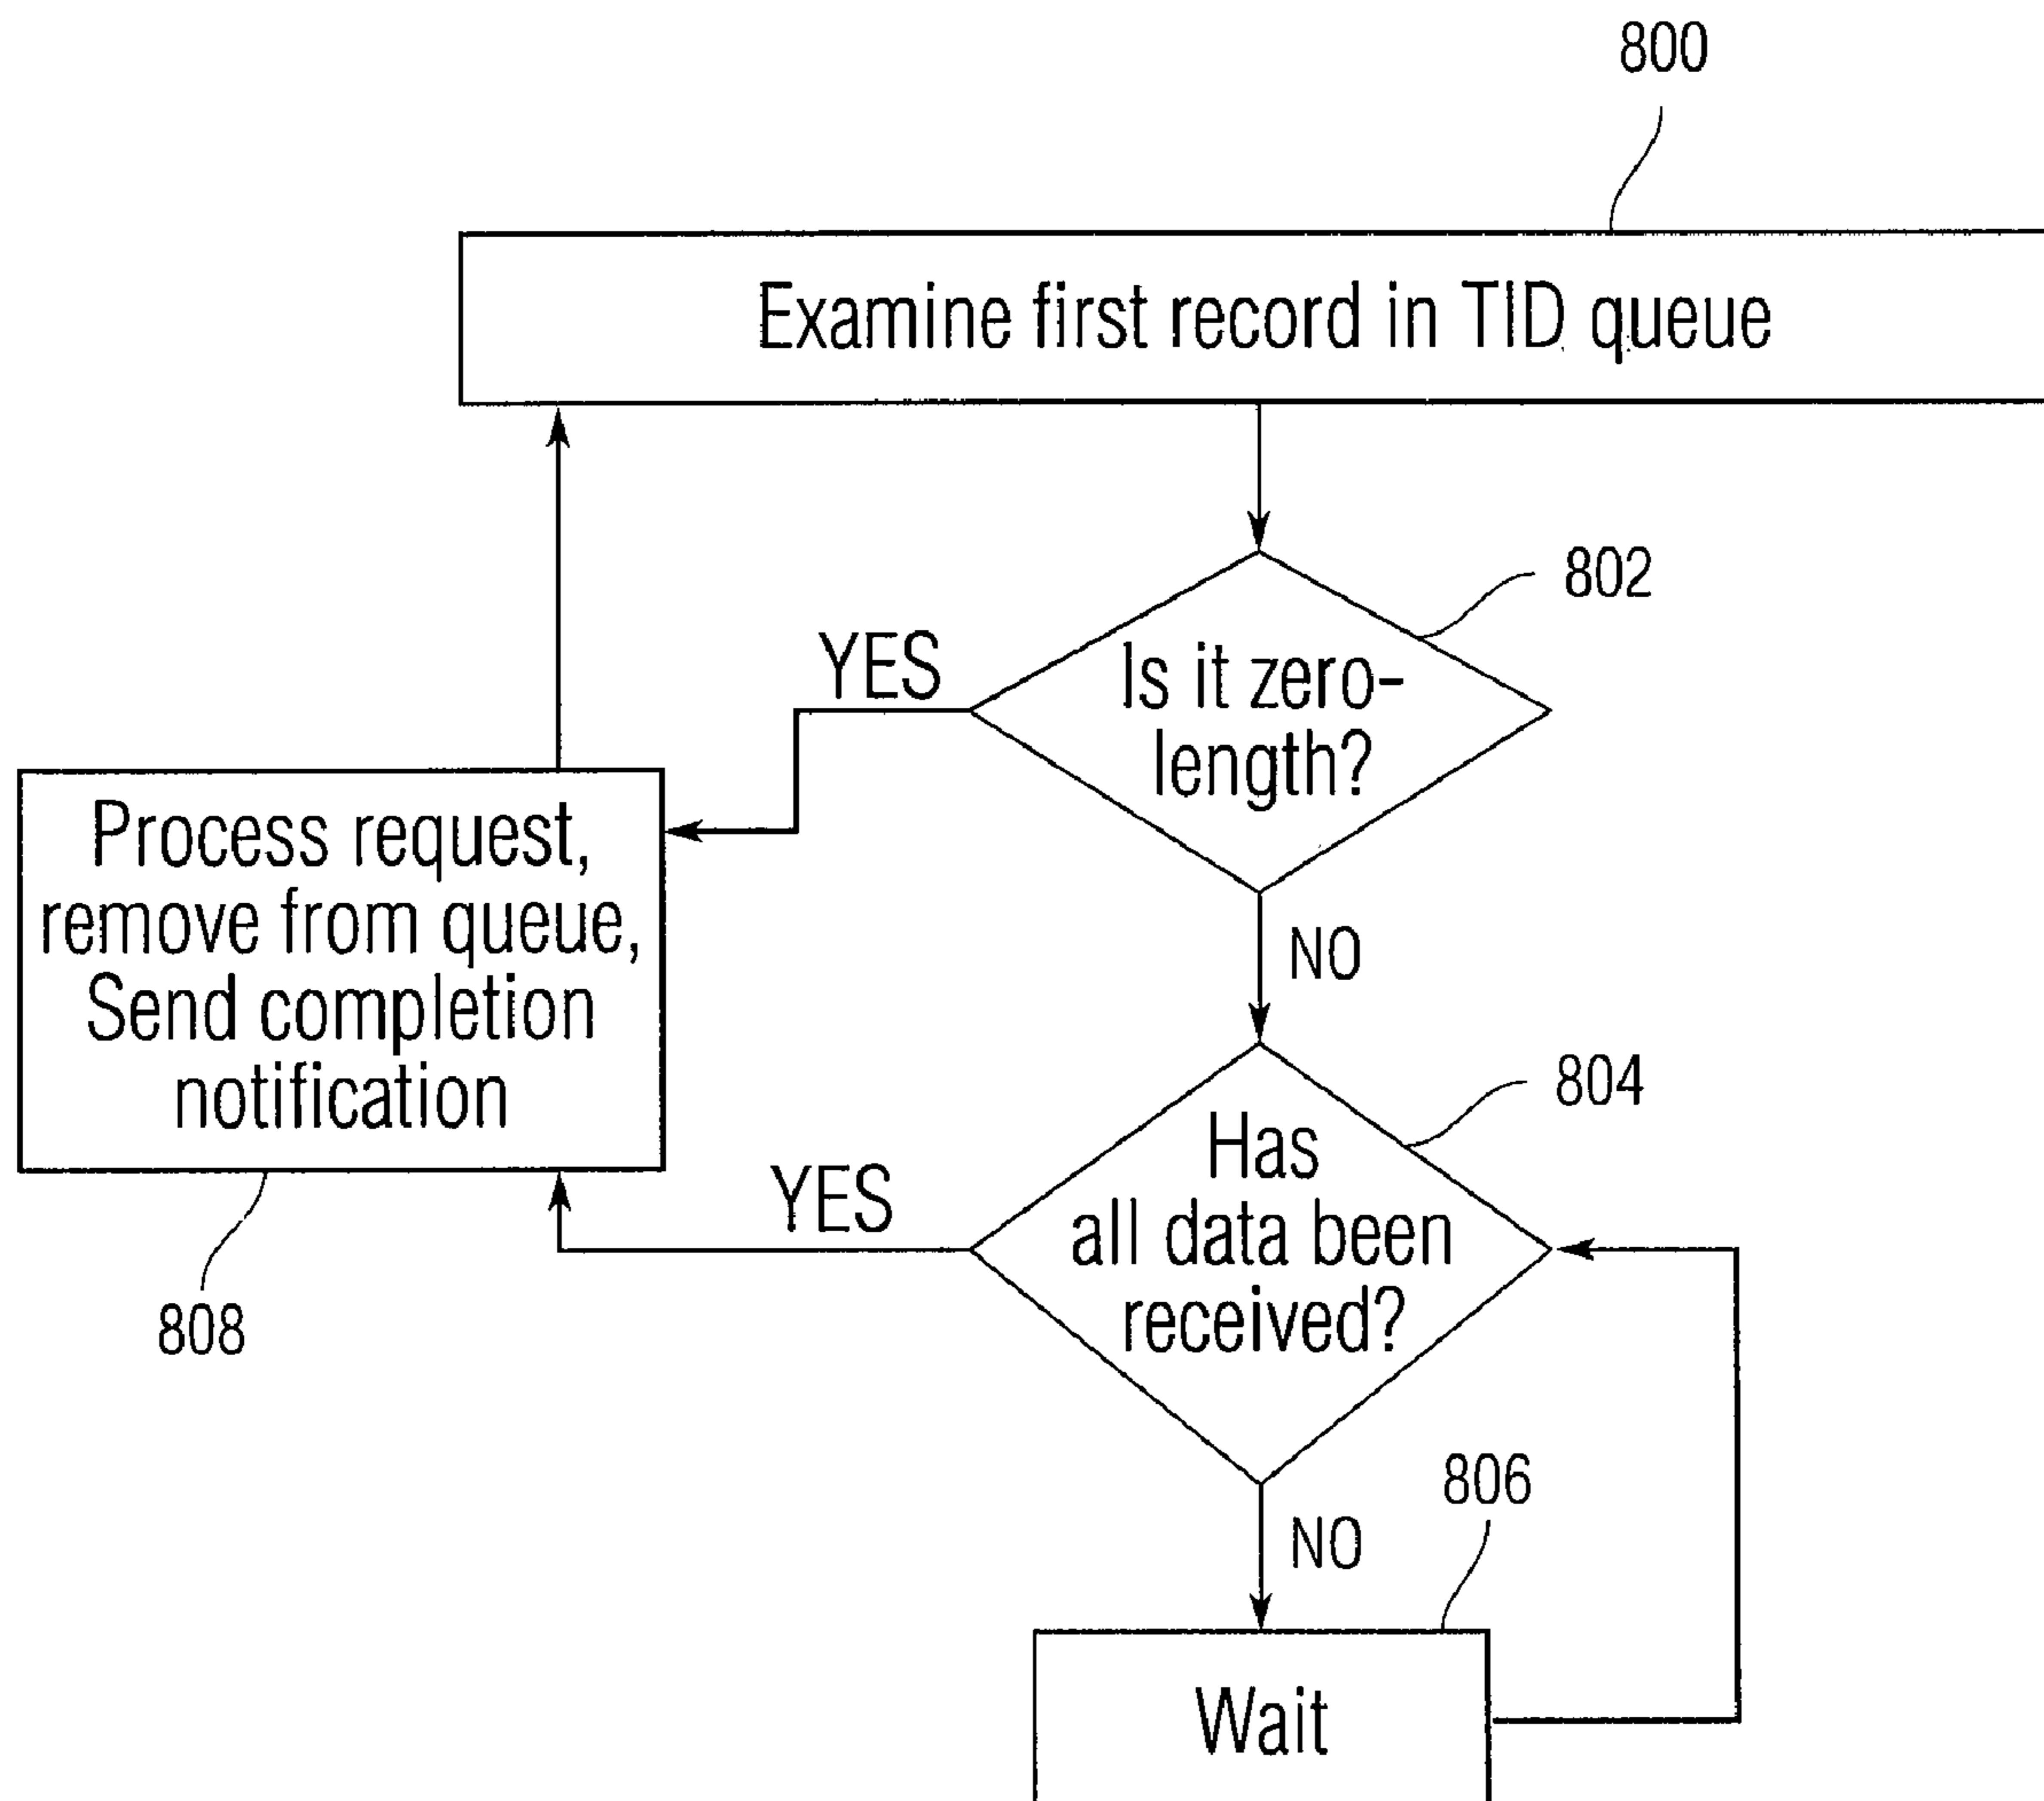 800
Examine first record in TID queue
802
Is it zero-
length?
YES
Process request,
remove from queue,
Send completion
notification
808
NO
804
Has
all data been
received?
YES
806
NO
Wait